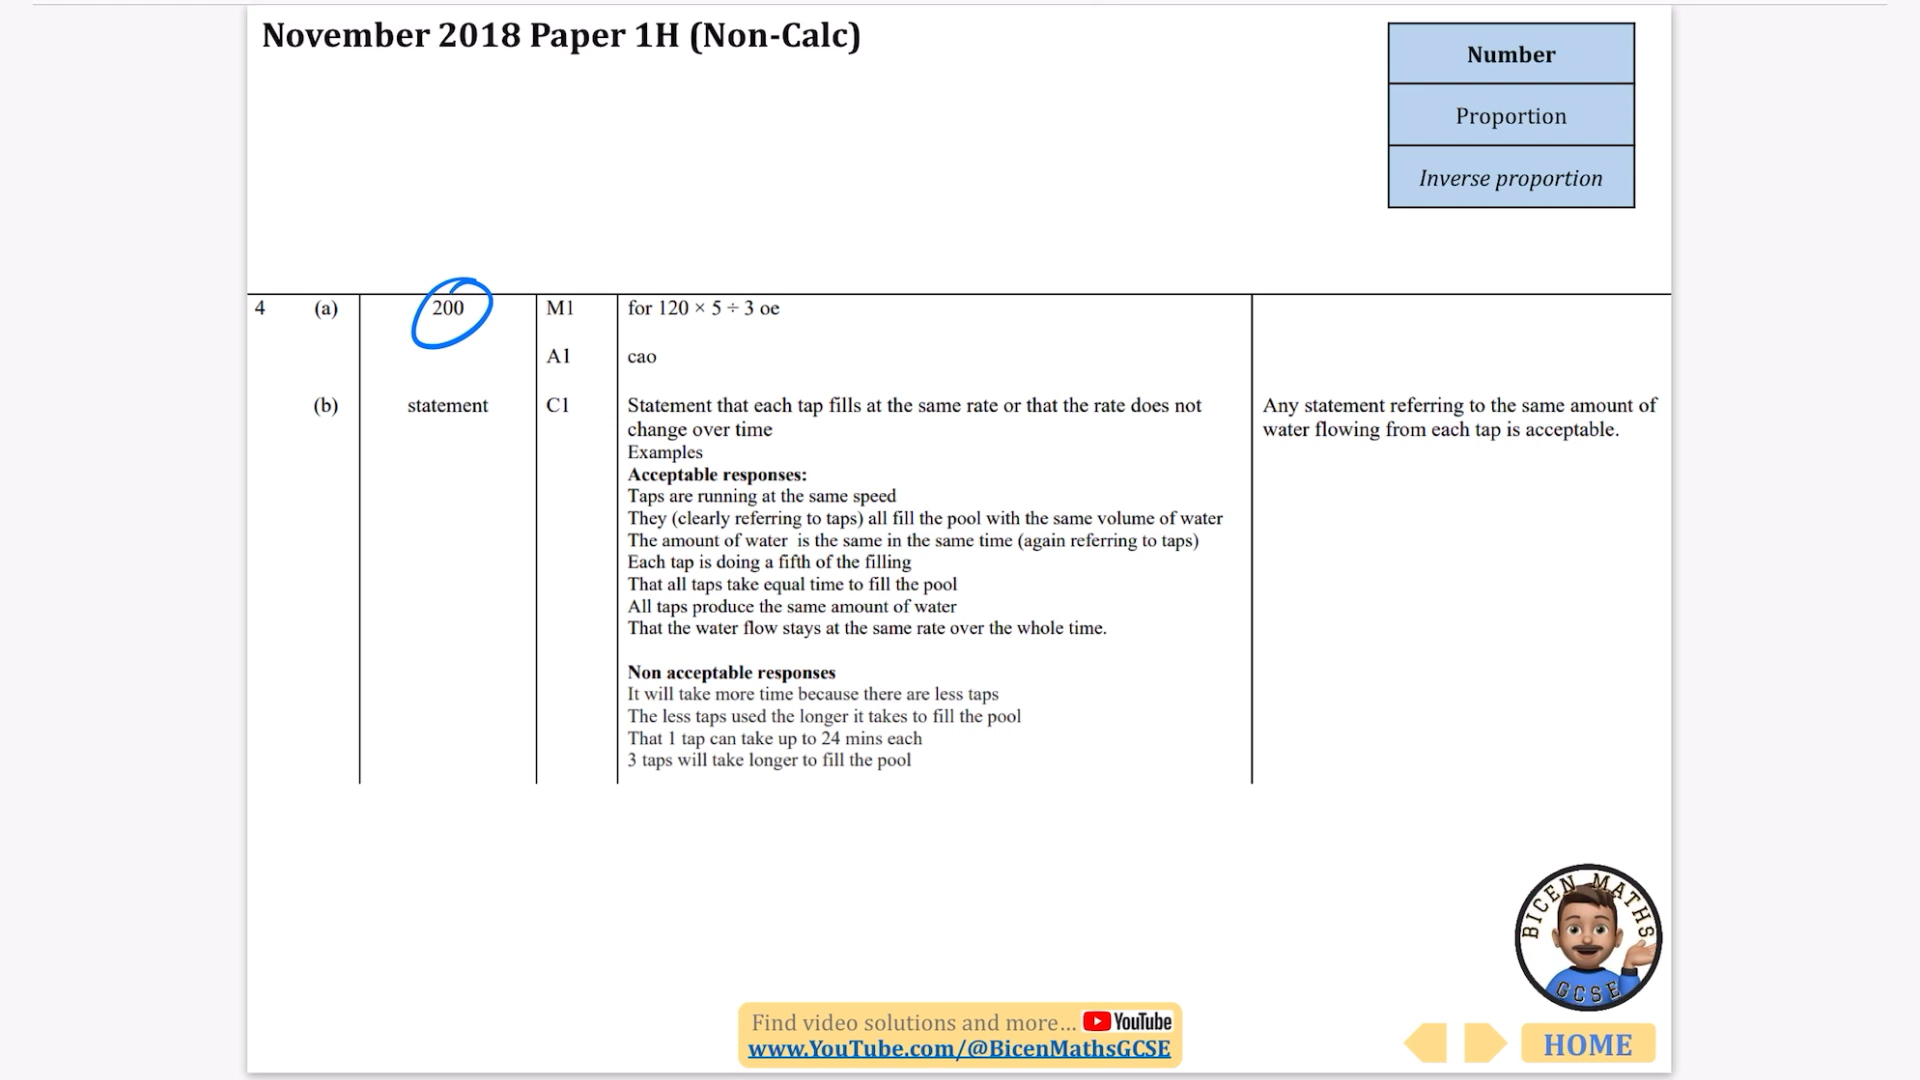 November 2018 Paper 1H (Non-Calc)
Number
Proportion
Inverse proportion
4 (a) 200 M1 for 120 × 5 ÷ 3 oe
A1 cao
(b) statement C1 Statement that each tap fills at the same rate or that the rate does not Any statement referring to the same amount of
change over time water flowing from each tap is acceptable.
Examples
Acceptable responses:
Taps are running at the same speed
They (clearly referring to taps) all fill the pool with the same volume of water
The amount of water is the same in the same time (again referring to taps)
Each tap is doing a fifth of the filling
That all taps take equal time to fill the pool
All taps produce the same amount of water
That the water flow stays at the same rate over the whole time.
Non acceptable responses
It will take more time because there are less taps
The less taps used the longer it takes to fill the pool
That 1 tap can take up to 24 mins each
3 taps will take longer to fill the pool
BICEN MATHS
GCSE
Find video solutions and more... YouTube
www.YouTube.com/@BicenMathsGCSE
HOME